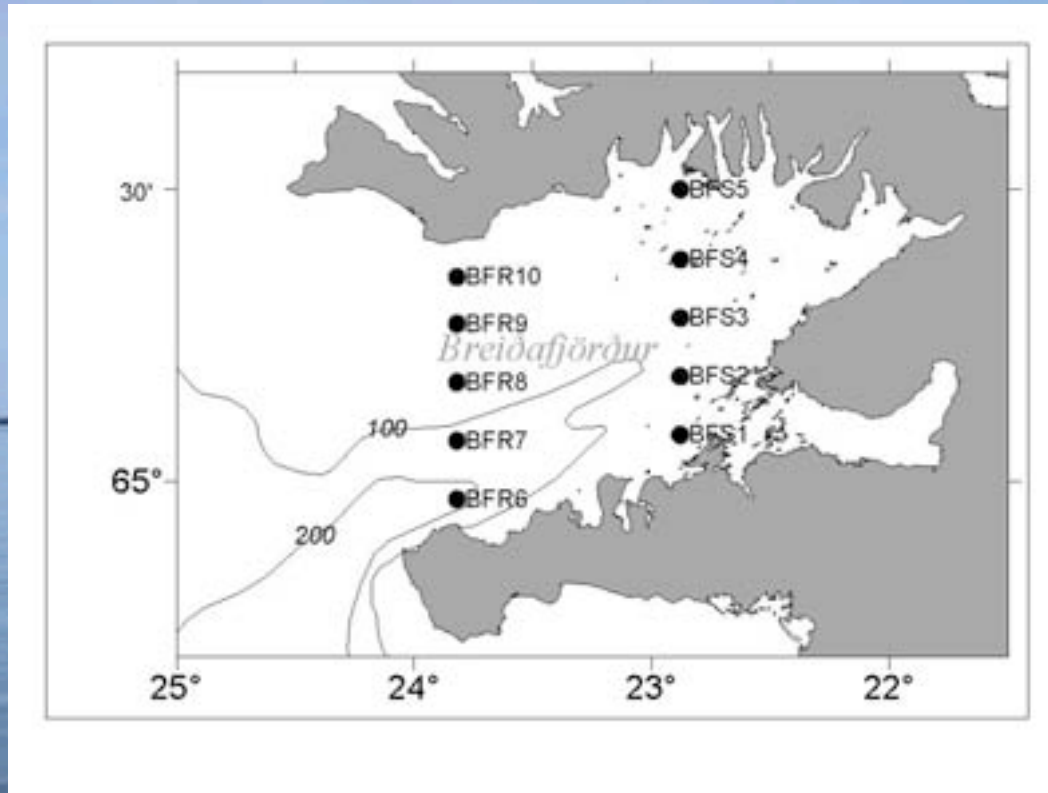 30'
BFS5
BFS4
BFR10
BFS3
BFR9
Breiðafjörður
BFS2
BFR8
100
BFS1
BFR7
65°
BFR6
200
25° 24° 23° 22°